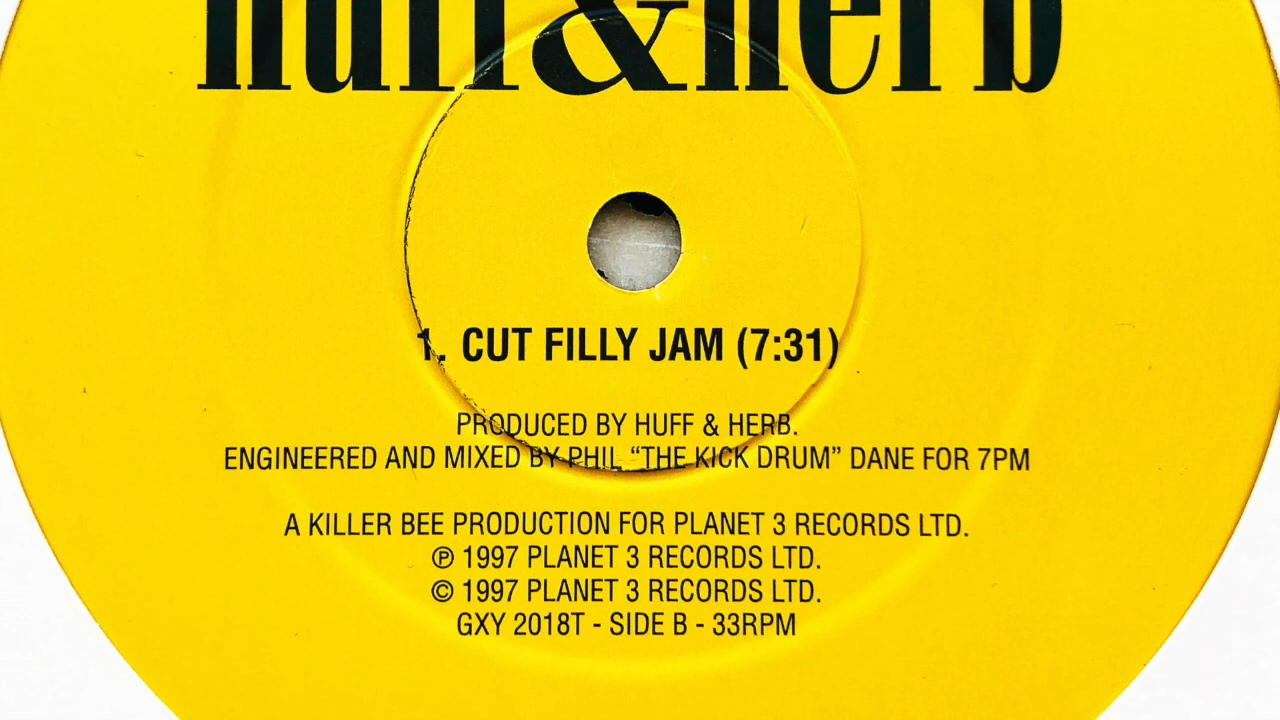 huff&herb
1. CUT FILLY JAM (7:31)
PRODUCED BY HUFF & HERB.
ENGINEERED AND MIXED BY PHIL “THE KICK DRUM” DANE FOR 7PM
A KILLER BEE PRODUCTION FOR PLANET 3 RECORDS LTD.
℗ 1997 PLANET 3 RECORDS LTD.
© 1997 PLANET 3 RECORDS LTD.
GXY 2018T - SIDE B - 33RPM